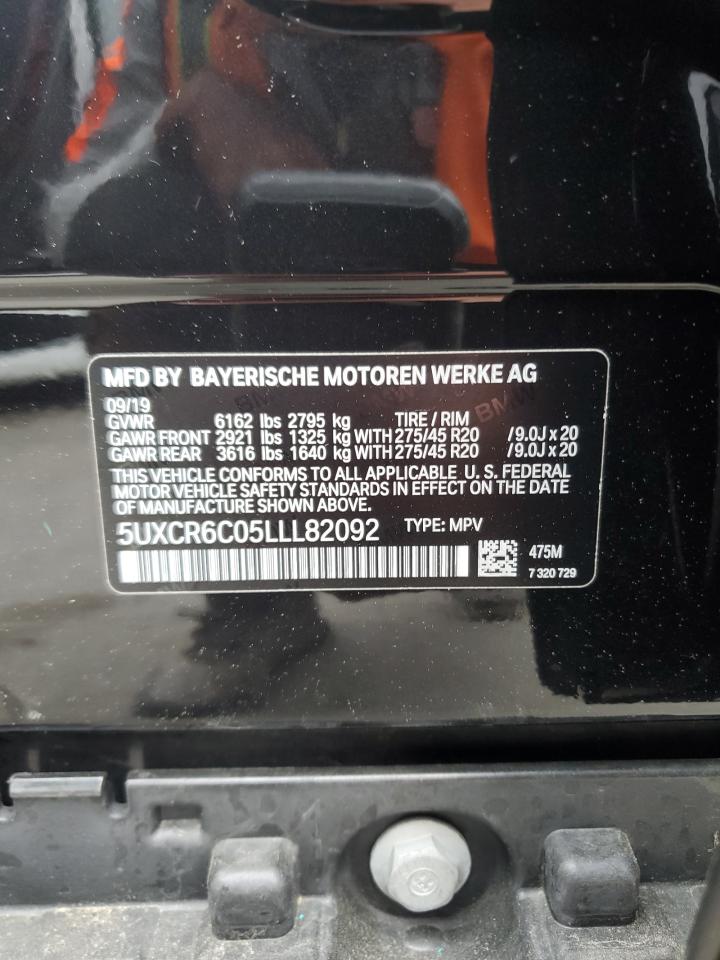 MFD BY BAYERISCHE MOTOREN WERKE AG
09/19
GVWR 6162 lbs 2795 kg TIRE / RIM
GAWR FRONT 2921 lbs 1325 kg WITH 275/45 R20 / 9.0J x 20
GAWR REAR 3616 lbs 1640 kg WITH 275/45 R20 / 9.0J x 20
THIS VEHICLE CONFORMS TO ALL APPLICABLE U.S. FEDERAL
MOTOR VEHICLE SAFETY STANDARDS IN EFFECT ON THE DATE
OF MANUFACTURE SHOWN ABOVE.
5UXCR6C05LLL82092 TYPE: MPV
475M
7 320 729
BMW